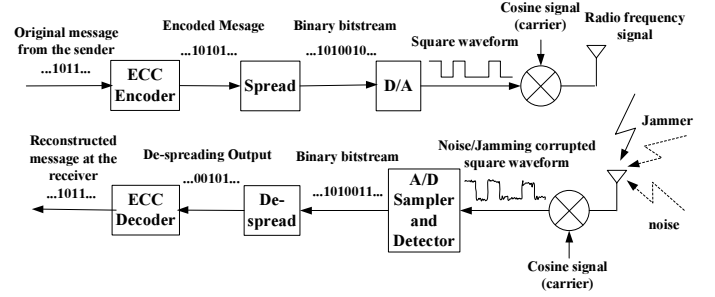 Original message
from the sender
...1011...
ECC
Encoder
Encoded Mesage
...10101...
Spread
Binary bitstream
...1010010...
D/A
Square waveform
Cosine signal
(carrier)
Radio frequency
signal
Reconstructed
message at the
receiver
...1011...
ECC
Decoder
De-spreading Output
...00101...
De-
spread
Binary bitstream
...1010011...
A/D
Sampler
and
Detector
Noise/Jamming corrupted
square waveform
Jammer
noise
Cosine signal
(carrier)